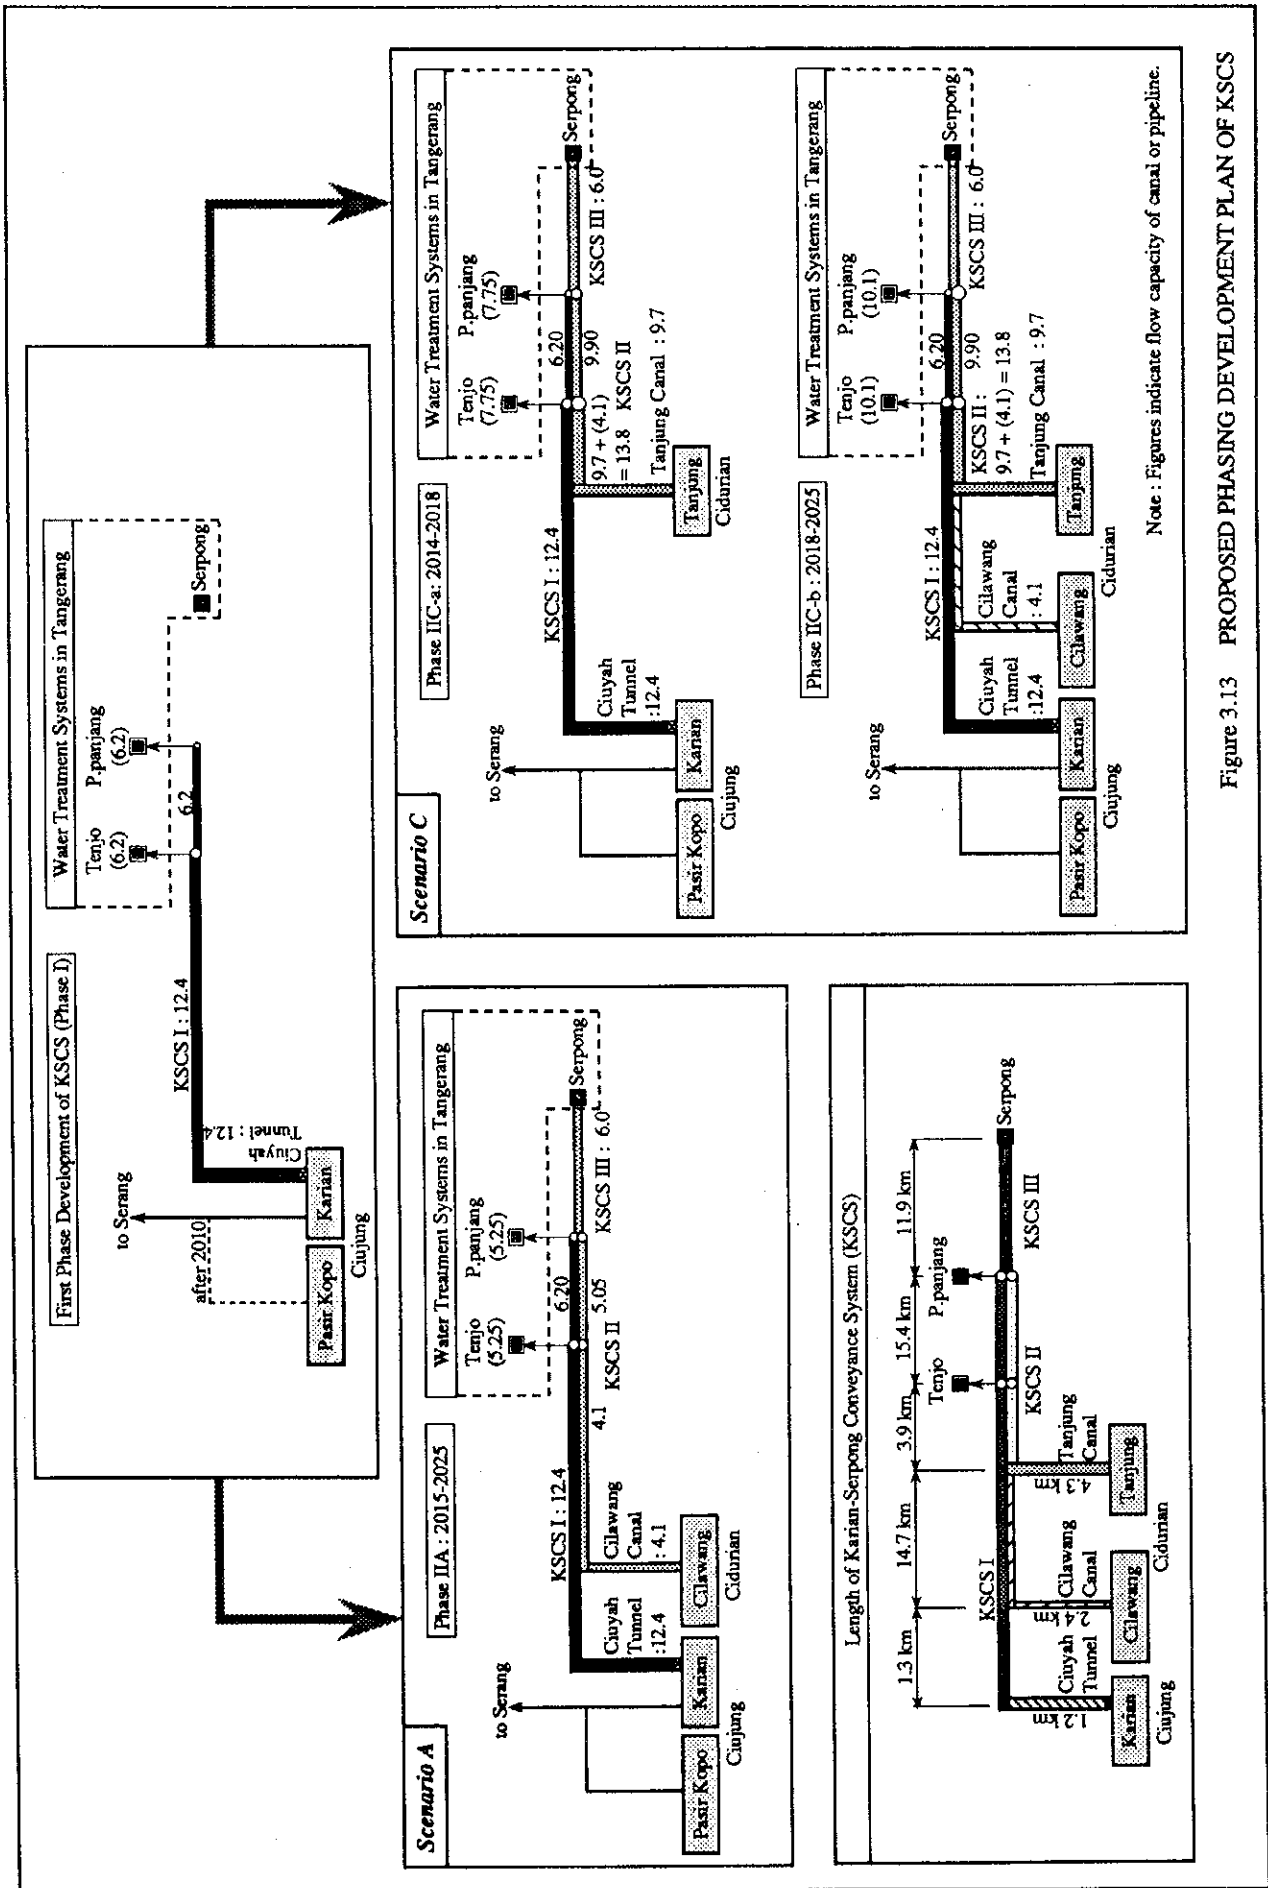 First Phase Development of KSCS (Phase I)
Water Treatment Systems in Tangerang
Tenjo
(6.2)
P.panjang
(6.2)
Serpong
6.2
KSCS I : 12.4
Ciuyah
Tunnel : 12.4
to Serang
after 2010
Pasir Kopo
Karian
Ciujung
Scenario A
Phase IIA : 2015-2025
Water Treatment Systems in Tangerang
Tenjo
(5.25)
P.panjang
(5.25)
Serpong
6.20
5.05
KSCS III : 6.0
4.1
KSCS II
KSCS I : 12.4
Ciuyah
Tunnel
:12.4
Cilawang
Canal
: 4.1
to Serang
Pasir Kopo
Karian
Cilawang
Ciujung
Cidurian
Scenario C
Phase IIC-a: 2014-2018
Water Treatment Systems in Tangerang
Tenjo
(7.75)
P.panjang
(7.75)
Serpong
6.20
9.90
KSCS III : 6.0
9.7 + (4.1)
= 13.8 KSCS II
Tanjung Canal : 9.7
KSCS I : 12.4
Ciuyah
Tunnel
:12.4
to Serang
Pasir Kopo
Karian
Tanjung
Ciujung
Cidurian
Phase IIC-b : 2018-2025
Water Treatment Systems in Tangerang
Tenjo
(10.1)
P.panjang
(10.1)
Serpong
6.20
9.90
KSCS III : 6.0
KSCS II :
9.7 + (4.1) = 13.8
Tanjung Canal : 9.7
KSCS I : 12.4
Ciuyah
Tunnel
:12.4
Cilawang
Canal
: 4.1
to Serang
Pasir Kopo
Karian
Cilawang
Tanjung
Ciujung
Cidurian
Note : Figures indicate flow capacity of canal or pipeline.
Length of Karian-Serpong Conveyance System (KSCS)
1.3 km
14.7 km
3.9 km
15.4 km
11.9 km
Tenjo
P.panjang
Serpong
KSCS I
KSCS II
KSCS III
Ciuyah
Tunnel
1.2 km
Cilawang
Canal
2.4 km
Tanjung
Canal
4.3 km
Karian
Cilawang
Tanjung
Ciujung
Cidurian
Figure 3.13 PROPOSED PHASING DEVELOPMENT PLAN OF KSCS